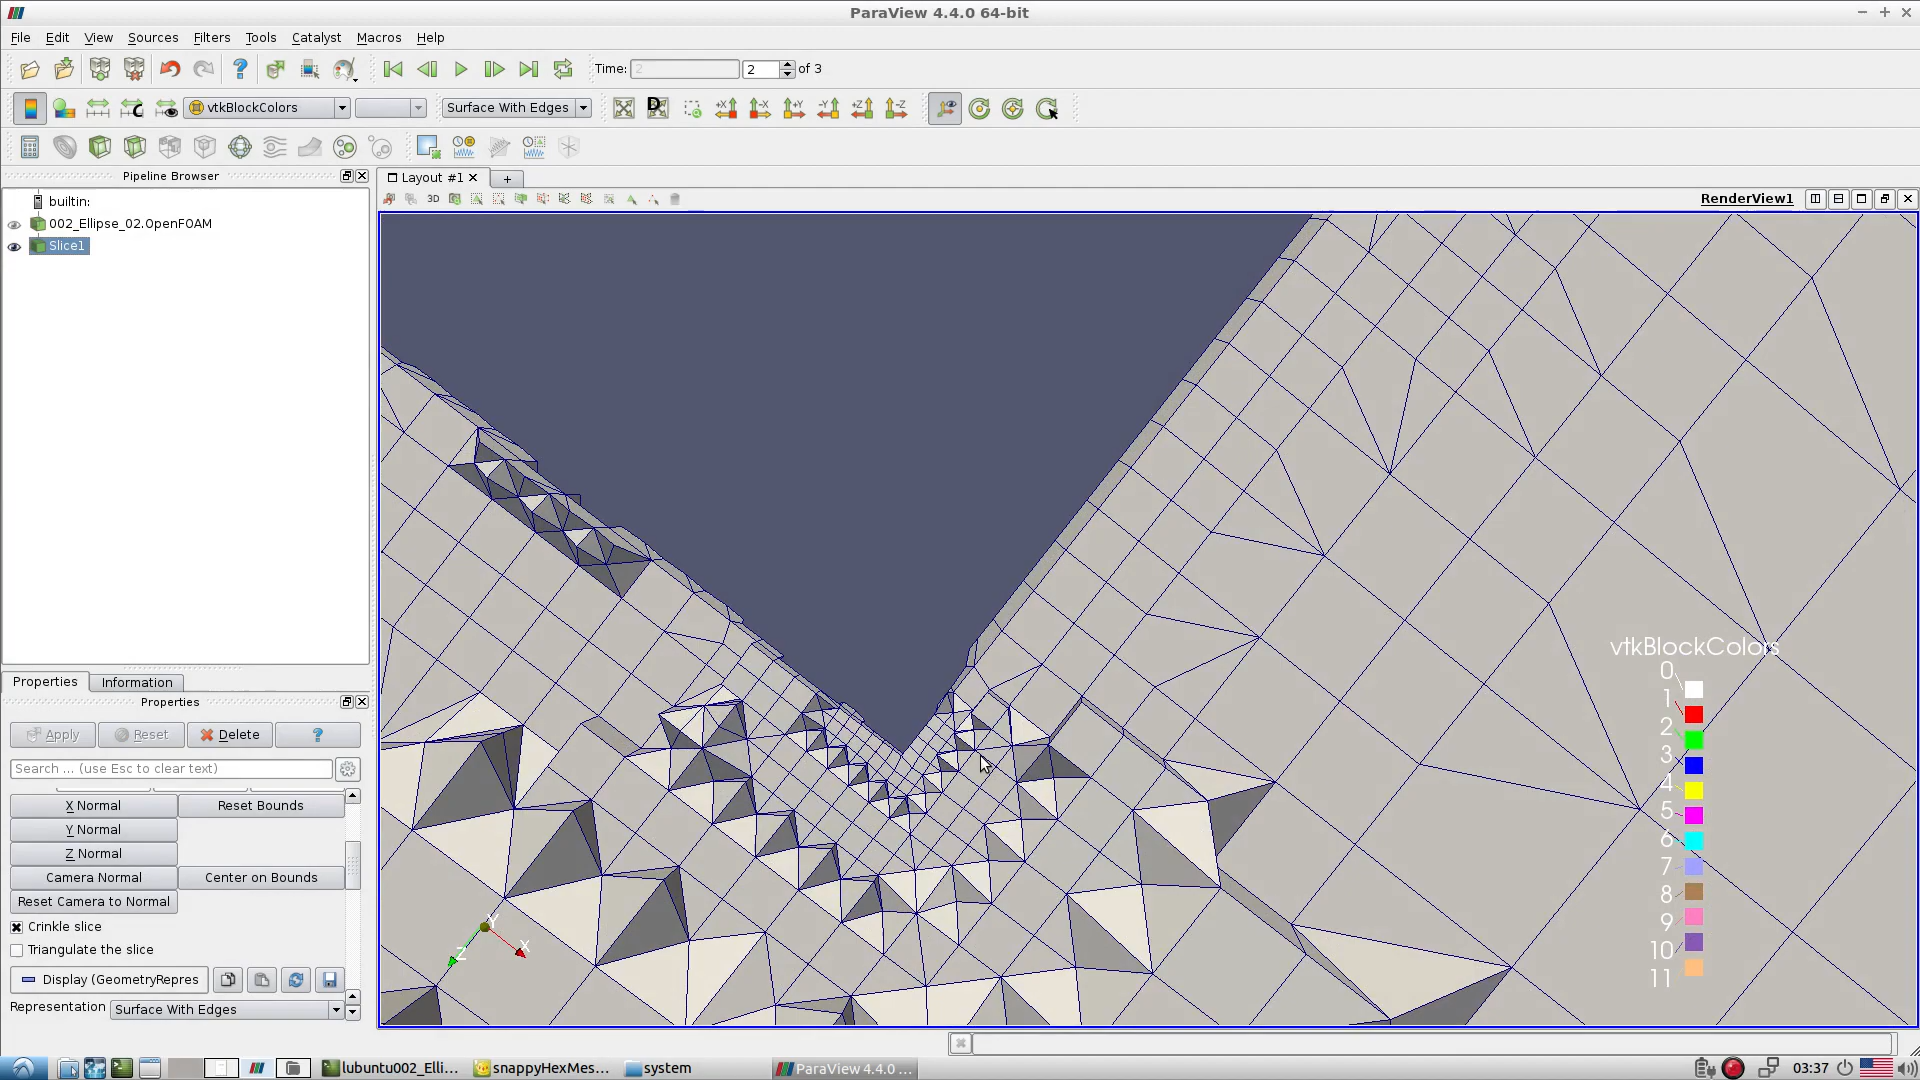 ParaView 4.4.0 64-bit
File Edit View Sources Filters Tools Catalyst Macros Help
Time: 2 2 of 3
vtkBlockColors Surface With Edges
+X -X +Y -Y +Z -Z
Pipeline Browser
Layout #1
3D
RenderView1
builtin:
002_Ellipse_02.OpenFOAM
Slice1
Properties Information
Properties
Apply Reset Delete ?
Search ... (use Esc to clear text)
X Normal Reset Bounds
Y Normal
Z Normal
Camera Normal Center on Bounds
Reset Camera to Normal
Crinkle slice
Triangulate the slice
Display (GeometryRepres
Representation Surface With Edges
vtkBlockColors
0
1
2
3
4
5
6
7
8
9
10
11
Y
Z
X
lubuntu002_Elli... snappyHexMes... system ParaView 4.4.0 ... 03:37